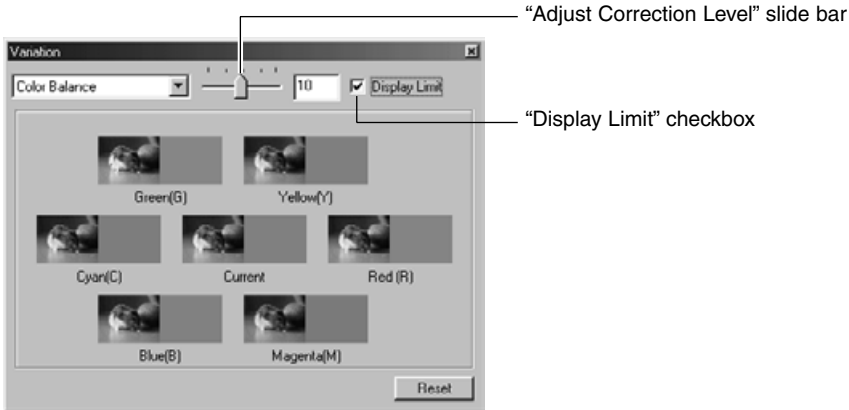 “Adjust Correction Level” slide bar
Variation
Color Balance
10
Display Limit
“Display Limit” checkbox
Green(G)
Yellow(Y)
Cyan(C)
Current
Red (R)
Blue(B)
Magenta(M)
Reset